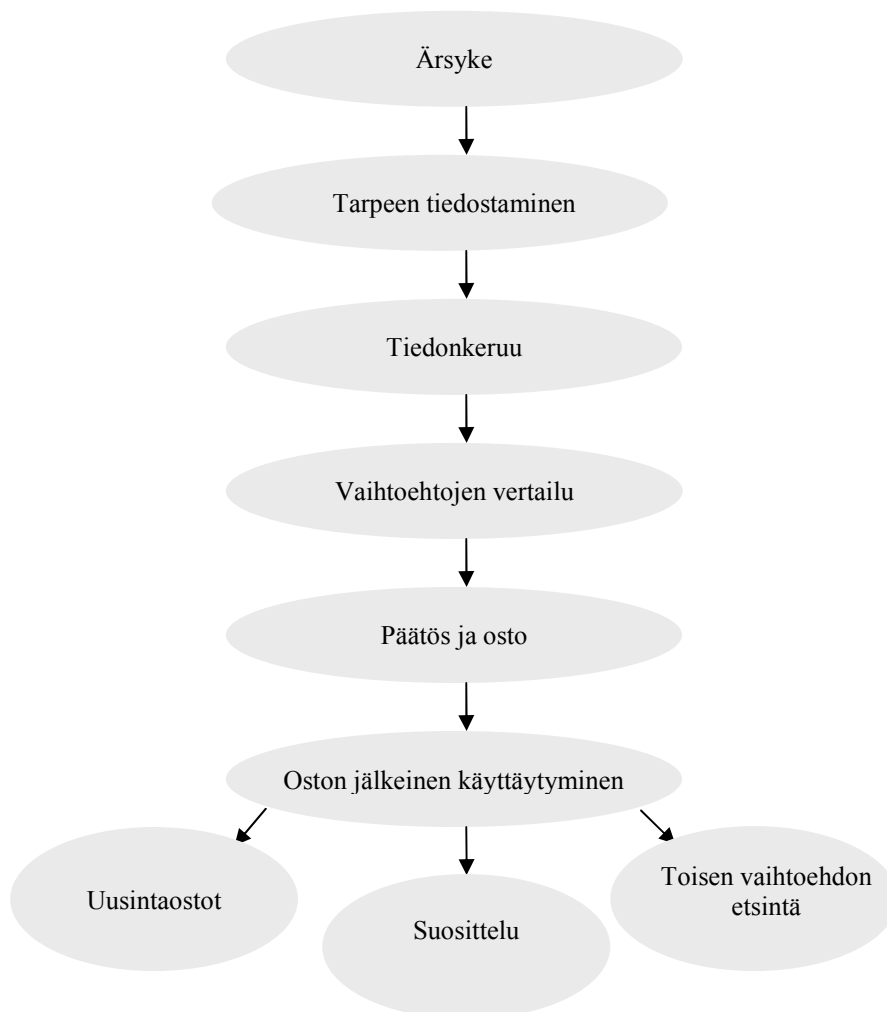 Ärsyke
Tarpeen tiedostaminen
Tiedonkeruu
Vaihtoehtojen vertailu
Päätös ja osto
Oston jälkeinen käyttäytyminen
Uusintaostot
Suosittelu
Toisen vaihtoehdon
etsintä